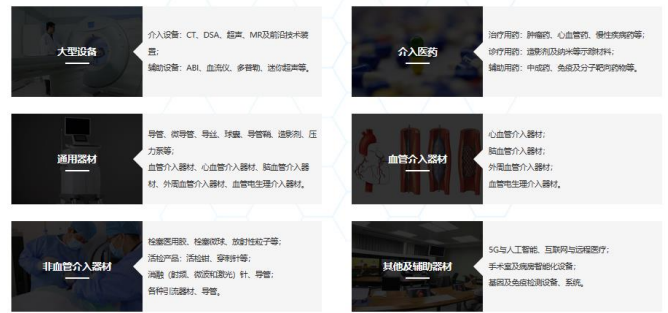 大型设备
介入设备：CT、DSA、超声、MR及前沿技术装
置；
辅助设备：ABI、血流仪、多普勒、迷你超声等。
介入医药
治疗用药：肿瘤药、心血管药、慢性疾病药等；
诊疗用药：造影剂及纳米等示踪材料；
辅助用药：中成药、免疫及分子靶向药物等。
通用器材
导管、微导管、导丝、球囊、导管鞘、造影剂、压
力泵等；
血管介入器材、心血管介入器材、脑血管介入器
材、外周血管介入器材、血管电生理介入器材。
血管介入器材
心血管介入器材；
脑血管介入器材；
外周血管介入器材；
血管电生理介入器材。
非血管介入器材
栓塞医用胶、栓塞微球、放射性粒子等；
活检产品：活检钳、穿刺针等；
消融（射频、微波和激光）针、导管；
各种引流器材、导管。
其他及辅助器材
5G与人工智能、互联网与远程医疗；
手术室及病房智能化设备；
基因及免疫检测设备、系统。